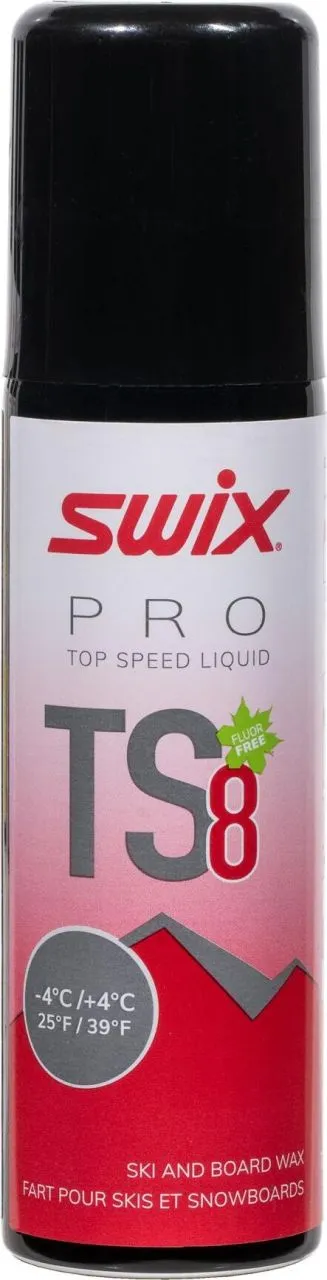 SWIX®
PRO
TOP SPEED LIQUID
TS8
FLUOR
FREE
-4°C/+4°C
25°F/39°F
SKI AND BOARD WAX
FART POUR SKIS ET SNOWBOARDS